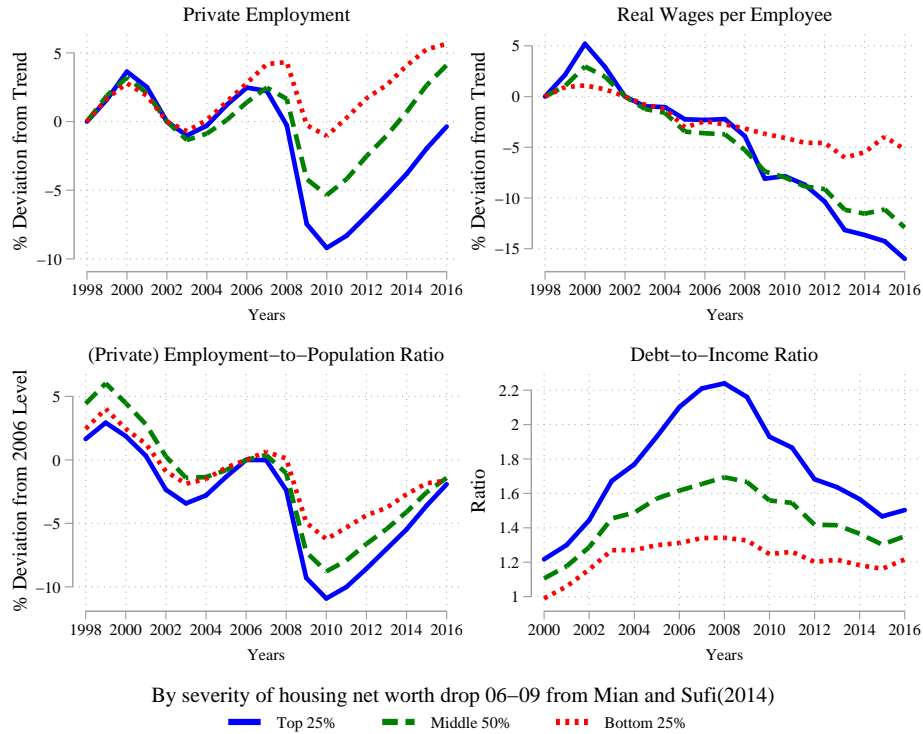 Private Employment
% Deviation from Trend
5
0
−5
−10
1998 2000 2002 2004 2006 2008 2010 2012 2014 2016
Years
Real Wages per Employee
% Deviation from Trend
5
0
−5
−10
−15
1998 2000 2002 2004 2006 2008 2010 2012 2014 2016
Years
(Private) Employment−to−Population Ratio
% Deviation from 2006 Level
5
0
−5
−10
1998 2000 2002 2004 2006 2008 2010 2012 2014 2016
Years
Debt−to−Income Ratio
Ratio
2.2
2
1.8
1.6
1.4
1.2
1
2000 2002 2004 2006 2008 2010 2012 2014 2016
Years
By severity of housing net worth drop 06−09 from Mian and Sufi(2014)
Top 25% Middle 50% Bottom 25%